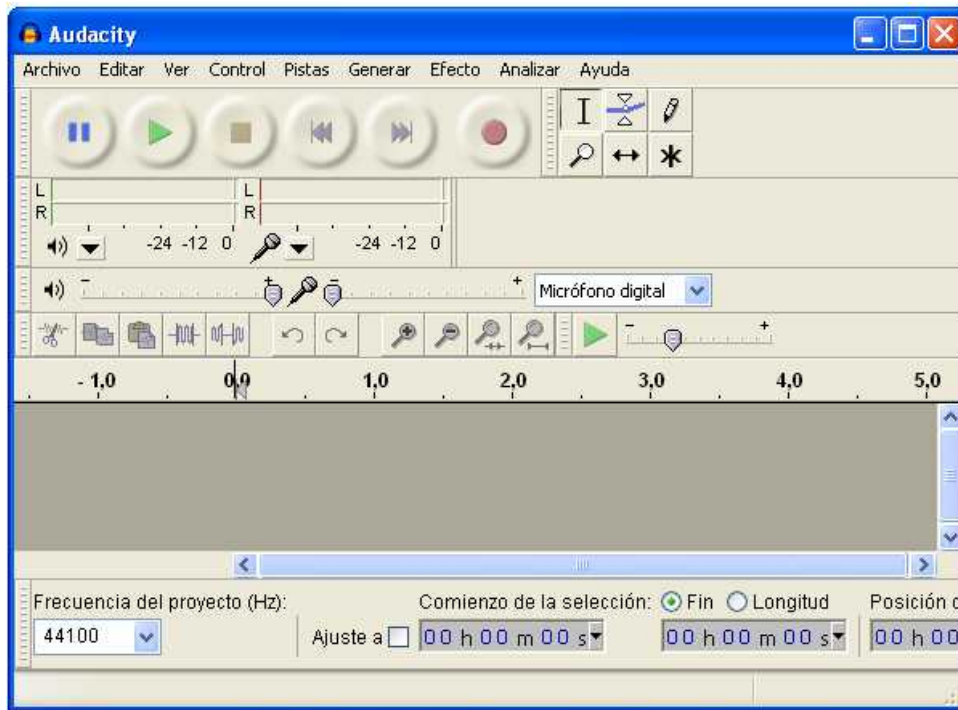 Audacity
Archivo Editar Ver Control Pistas Generar Efecto Analizar Ayuda
L L
R R
-24 -12 0 -24 -12 0
- + - +
Micrófono digital
- +
- 1,0 0,0 1,0 2,0 3,0 4,0 5,0
Frecuencia del proyecto (Hz): Comienzo de la selección: Fin Longitud Posición
44100 Ajuste a 00 h 00 m 00 s 00 h 00 m 00 s 00 h 00